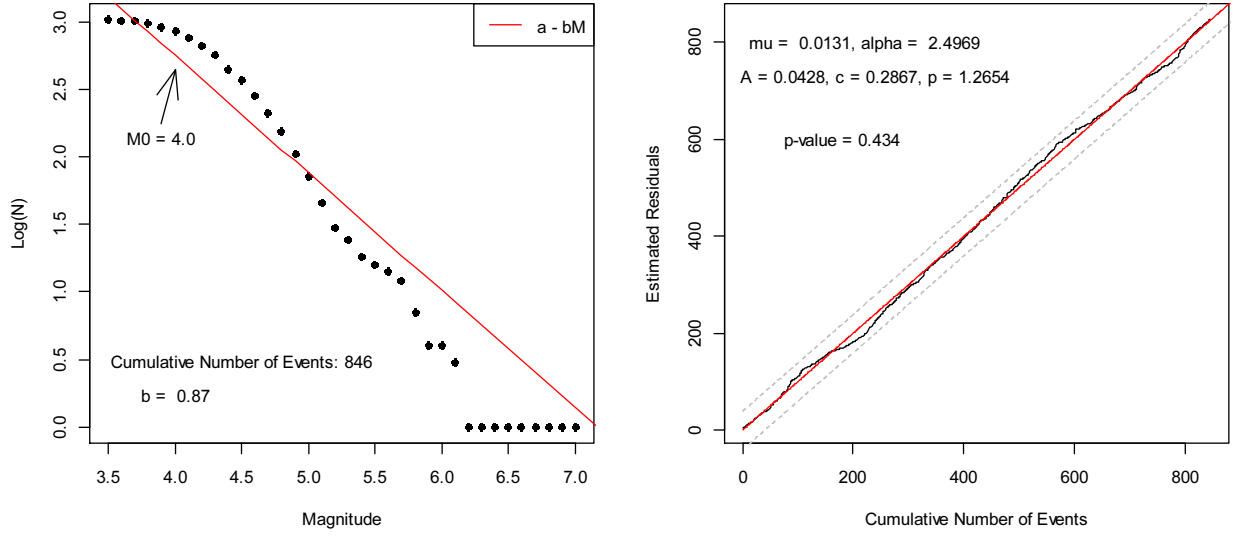 a - bM
M0 = 4.0
Cumulative Number of Events: 846
b = 0.87
Log(N)
0.0 0.5 1.0 1.5 2.0 2.5 3.0
3.5 4.0 4.5 5.0 5.5 6.0 6.5 7.0
Magnitude
mu = 0.0131, alpha = 2.4969
A = 0.0428, c = 0.2867, p = 1.2654
p-value = 0.434
Estimated Residuals
0 200 400 600 800
0 200 400 600 800
Cumulative Number of Events